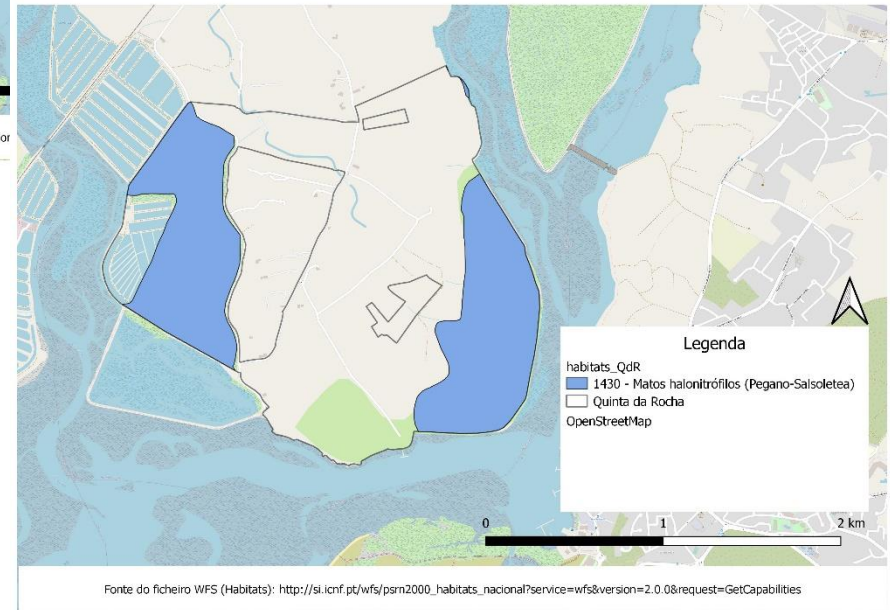 or
Legenda
habitats_QdR
1430 - Matos halonitrófilos (Pegano-Salsoletea)
Quinta da Rocha
OpenStreetMap
0 1 2 km
Fonte do ficheiro WFS (Habitats): http://si.icnf.pt/wfs/psrn2000_habitats_nacional?service=wfs&version=2.0.0&request=GetCapabilities